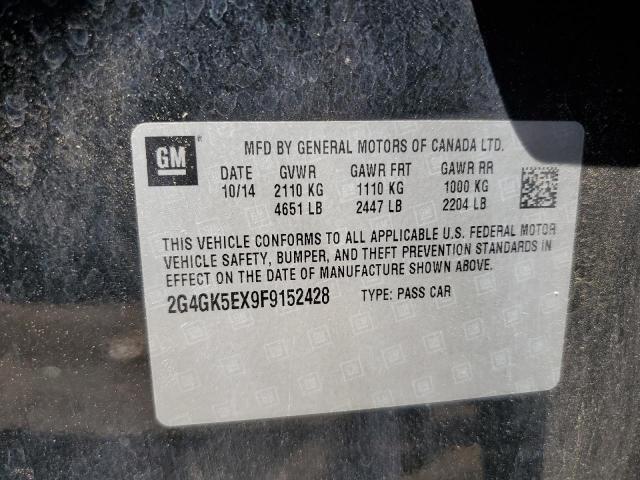 GM
MFD BY GENERAL MOTORS OF CANADA LTD.
DATE GVWR GAWR FRT GAWR RR
10/14 2110 KG 1110 KG 1000 KG
4651 LB 2447 LB 2204 LB
THIS VEHICLE CONFORMS TO ALL APPLICABLE U.S. FEDERAL MOTOR
VEHICLE SAFETY, BUMPER, AND THEFT PREVENTION STANDARDS IN
EFFECT ON THE DATE OF MANUFACTURE SHOWN ABOVE.
2G4GK5EX9F9152428 TYPE: PASS CAR